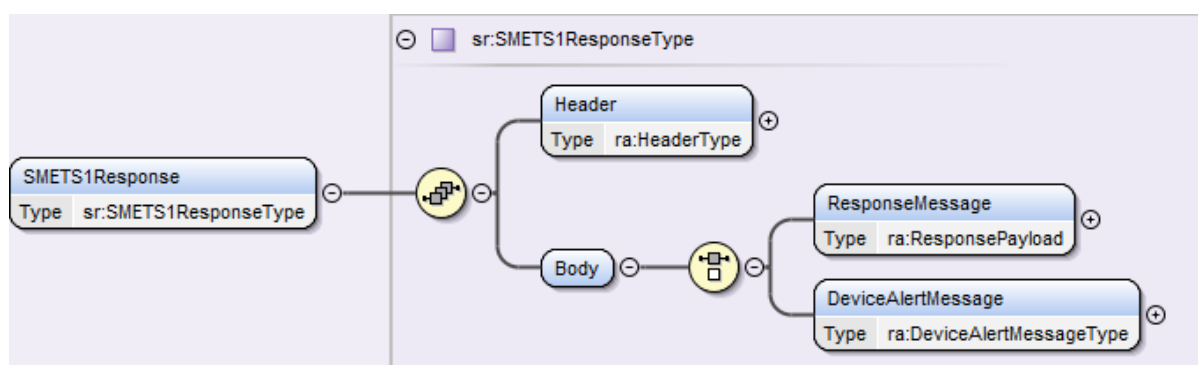 sr:SMETS1ResponseType
Header
Type ra:HeaderType
SMETS1Response
Type sr:SMETS1ResponseType
ResponseMessage
Type ra:ResponsePayload
Body
DeviceAlertMessage
Type ra:DeviceAlertMessageType